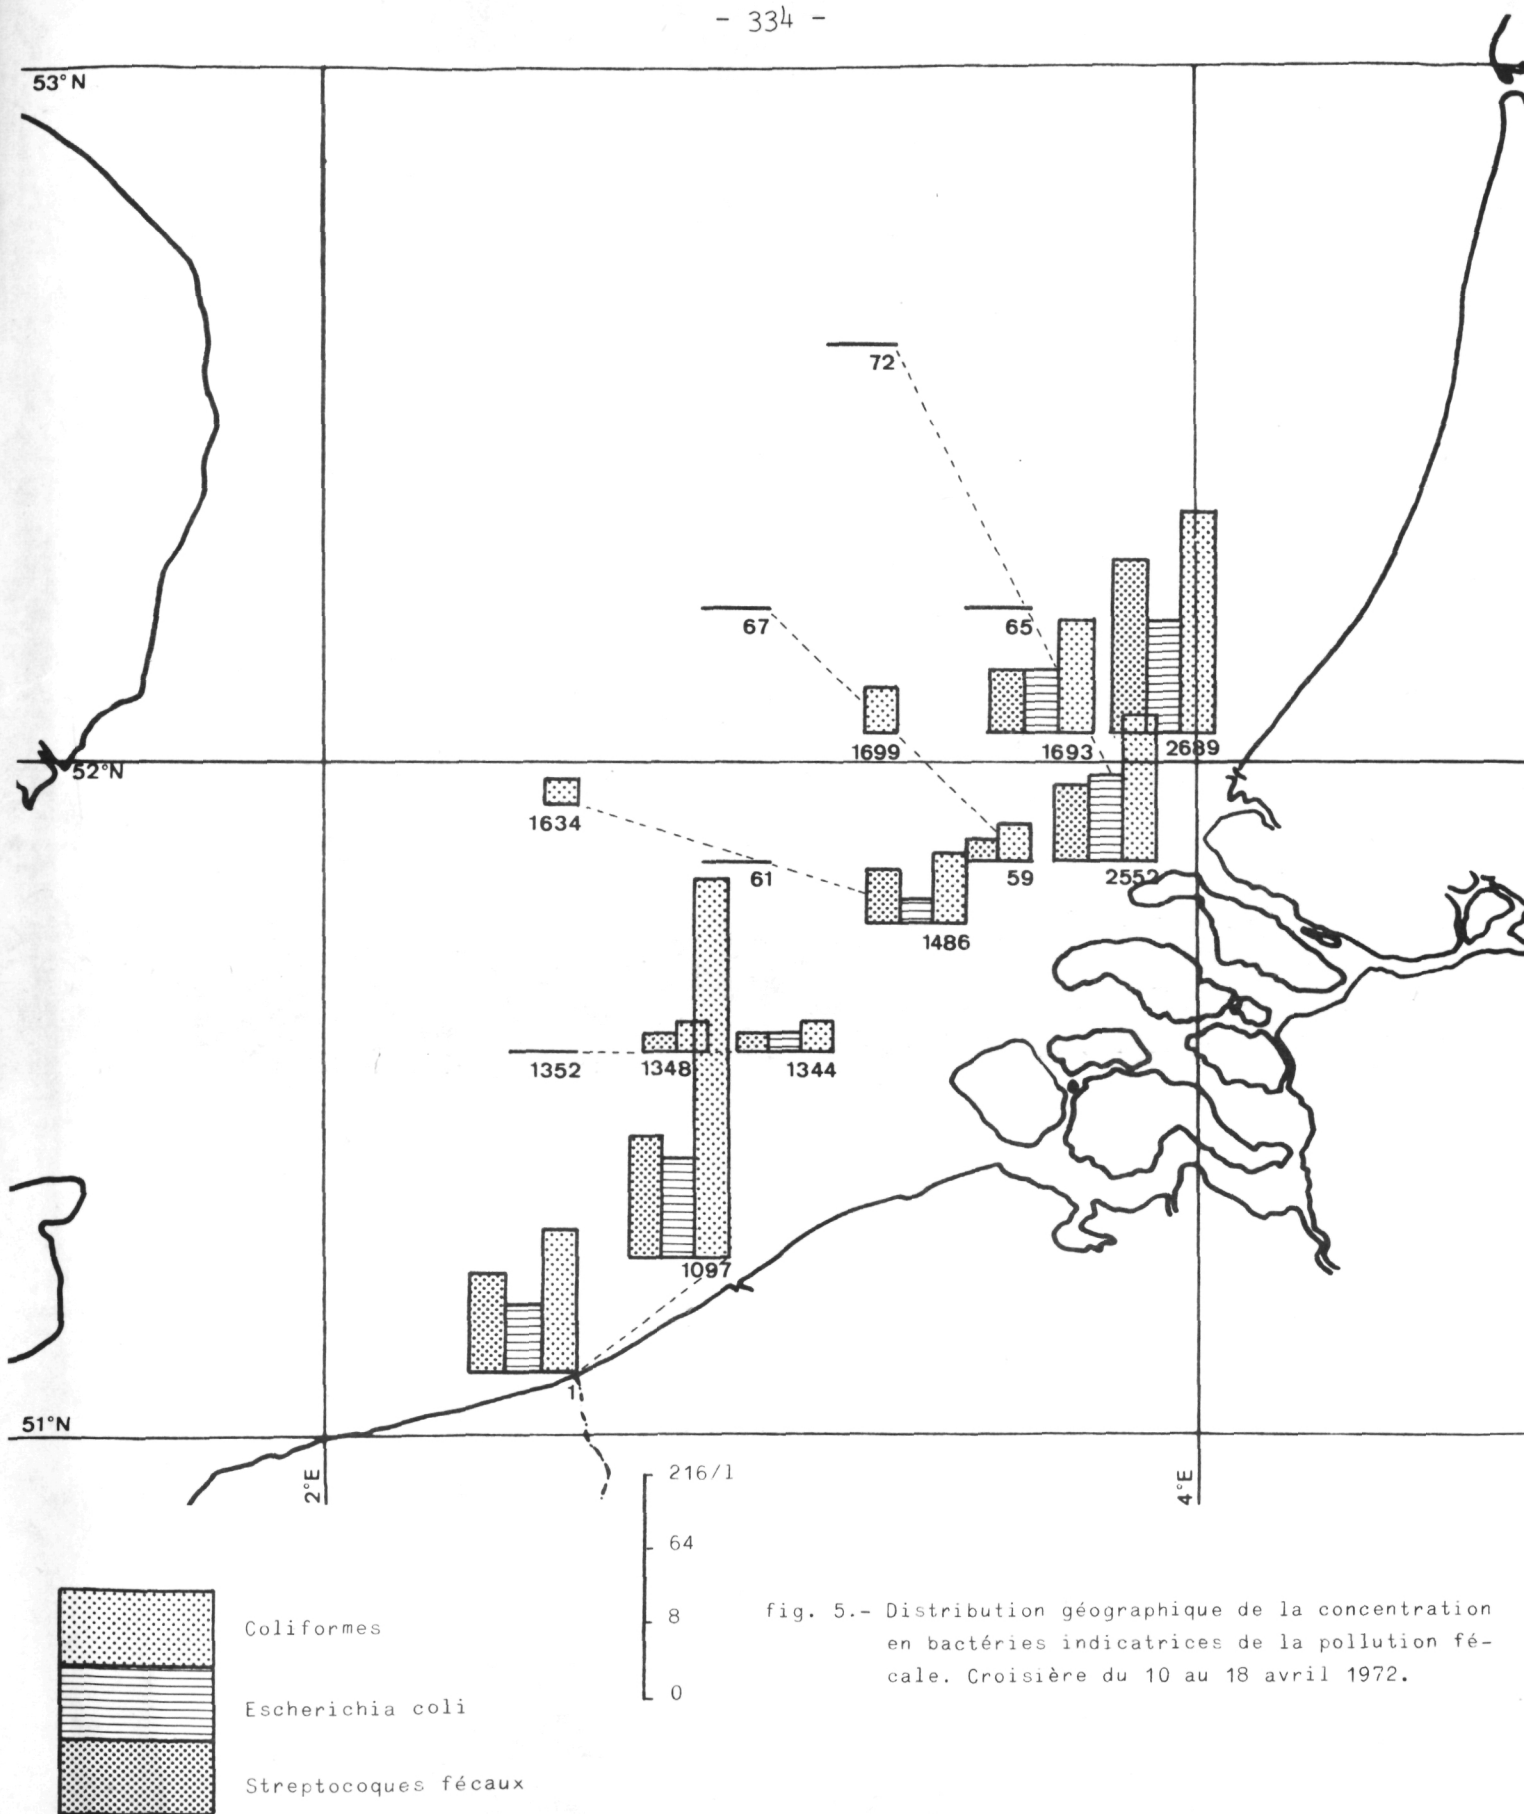 - 334 -
53°N
72
67
65
1699
1693
2689
52°N
1634
61
59
2552
1486
1352
1348
1344
1097
1
51°N
2°E
4°E
216/l
64
8
0
Coliformes
Escherichia coli
Streptocoques fécaux
fig. 5.- Distribution géographique de la concentration
en bactéries indicatrices de la pollution fé-
cale. Croisière du 10 au 18 avril 1972.